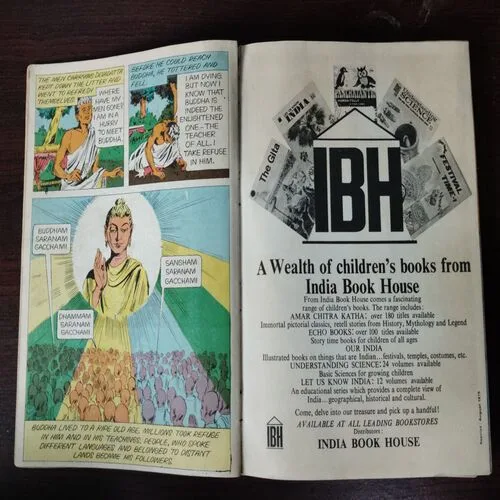 THE MEN CARRYING DEVADATTA
KEPT DOWN THE LITTER AND
WENT TO REFRESH
THEMSELVES.
WHERE
HAVE MY
MEN GONE?
I AM IN A
HURRY
TO MEET
BUDDHA.
BEFORE HE COULD REACH
BUDDHA, HE TOTTERED AND
FELL.
I AM DYING.
BUT NOW I
KNOW THAT
BUDDHA IS
INDEED THE
ENLIGHTENED
ONE — THE
TEACHER
OF ALL. I
TAKE REFUGE
IN HIM.
BUDDHAM
SARANAM
GACCHAMI
SANGHAM
SARANAM
GACCHAMI
DHAMMAM
SARANAM
GACCHAMI
BUDDHA LIVED TO A RIPE OLD AGE. MILLIONS TOOK REFUGE
IN HIM AND IN HIS TEACHINGS. PEOPLE, WHO SPOKE
DIFFERENT LANGUAGES AND BELONGED TO DISTANT
LANDS BECAME HIS FOLLOWERS.
The Gita
INDIA
PANCHATANTRA
SCIENCE
FESTIVAL
TIME!
IBH
A Wealth of children's books from
India Book House
From India Book House comes a fascinating
range of children's books. The range includes:
AMAR CHITRA KATHA: over 180 titles available
Immortal pictorial classics, retell stories from History, Mythology and Legend
ECHO BOOKS: over 100 titles available
Story time books for children of all ages
OUR INDIA
Illustrated books on things that are Indian...festivals, temples, costumes, etc.
UNDERSTANDING SCIENCE: 24 volumes available
Basic Sciences for growing children
LET US KNOW INDIA: 12 volumes available
An educational series which provides a complete view of
India... geographical, historical and cultural.
Come, delve into our treasure and pick up a handful!
AVAILABLE AT ALL LEADING BOOKSTORES
Distributors:
INDIA BOOK HOUSE
IBH
Reprint August 1979